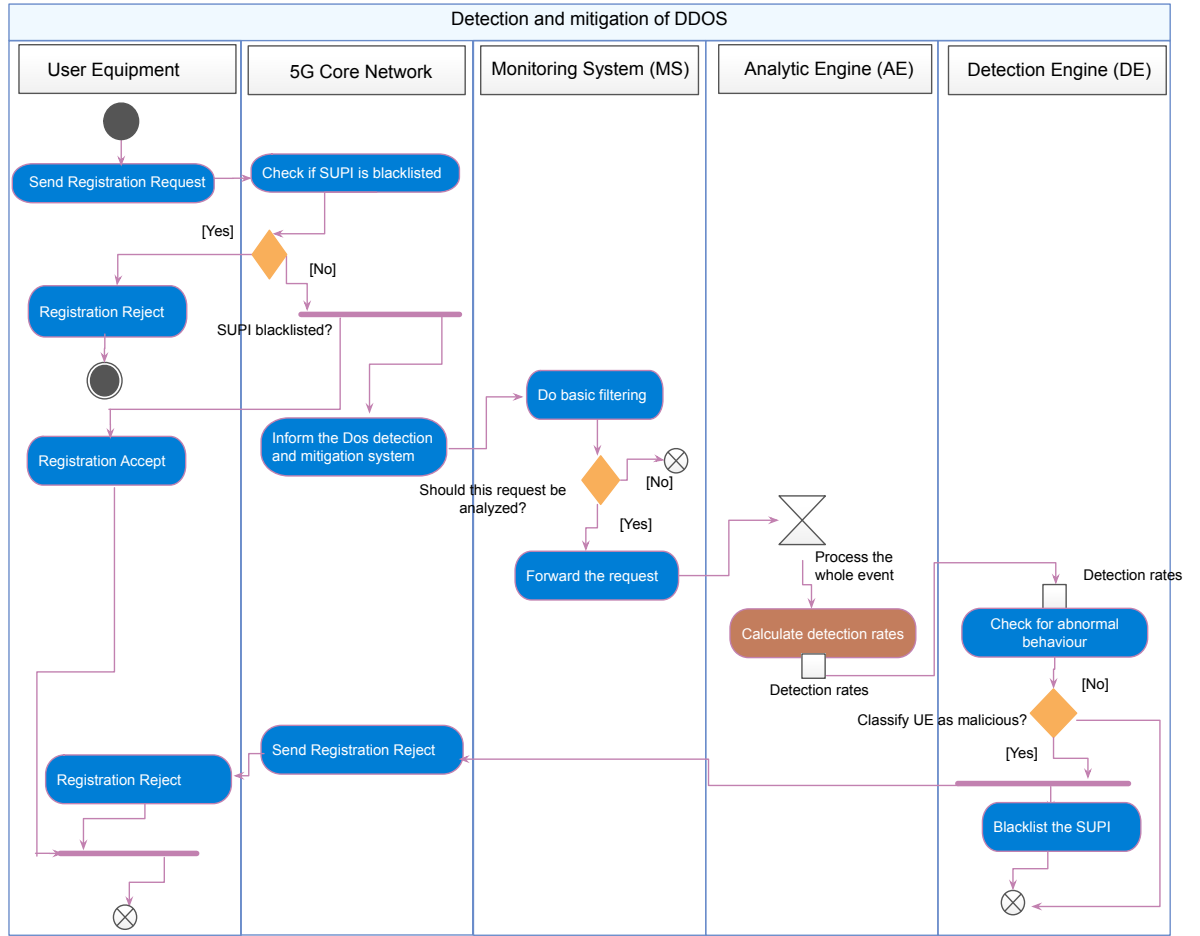 Detection and mitigation of DDOS
User Equipment
5G Core Network
Monitoring System (MS)
Analytic Engine (AE)
Detection Engine (DE)
Send Registration Request
Check if SUPI is blacklisted
[Yes]
[No]
Registration Reject
SUPI blacklisted?
Do basic filtering
Inform the Dos detection
and mitigation system
Registration Accept
Should this request be
analyzed?
[No]
[Yes]
Forward the request
Process the
whole event
Calculate detection rates
Detection rates
Detection rates
Check for abnormal
behaviour
[No]
Classify UE as malicious?
[Yes]
Send Registration Reject
Registration Reject
Blacklist the SUPI